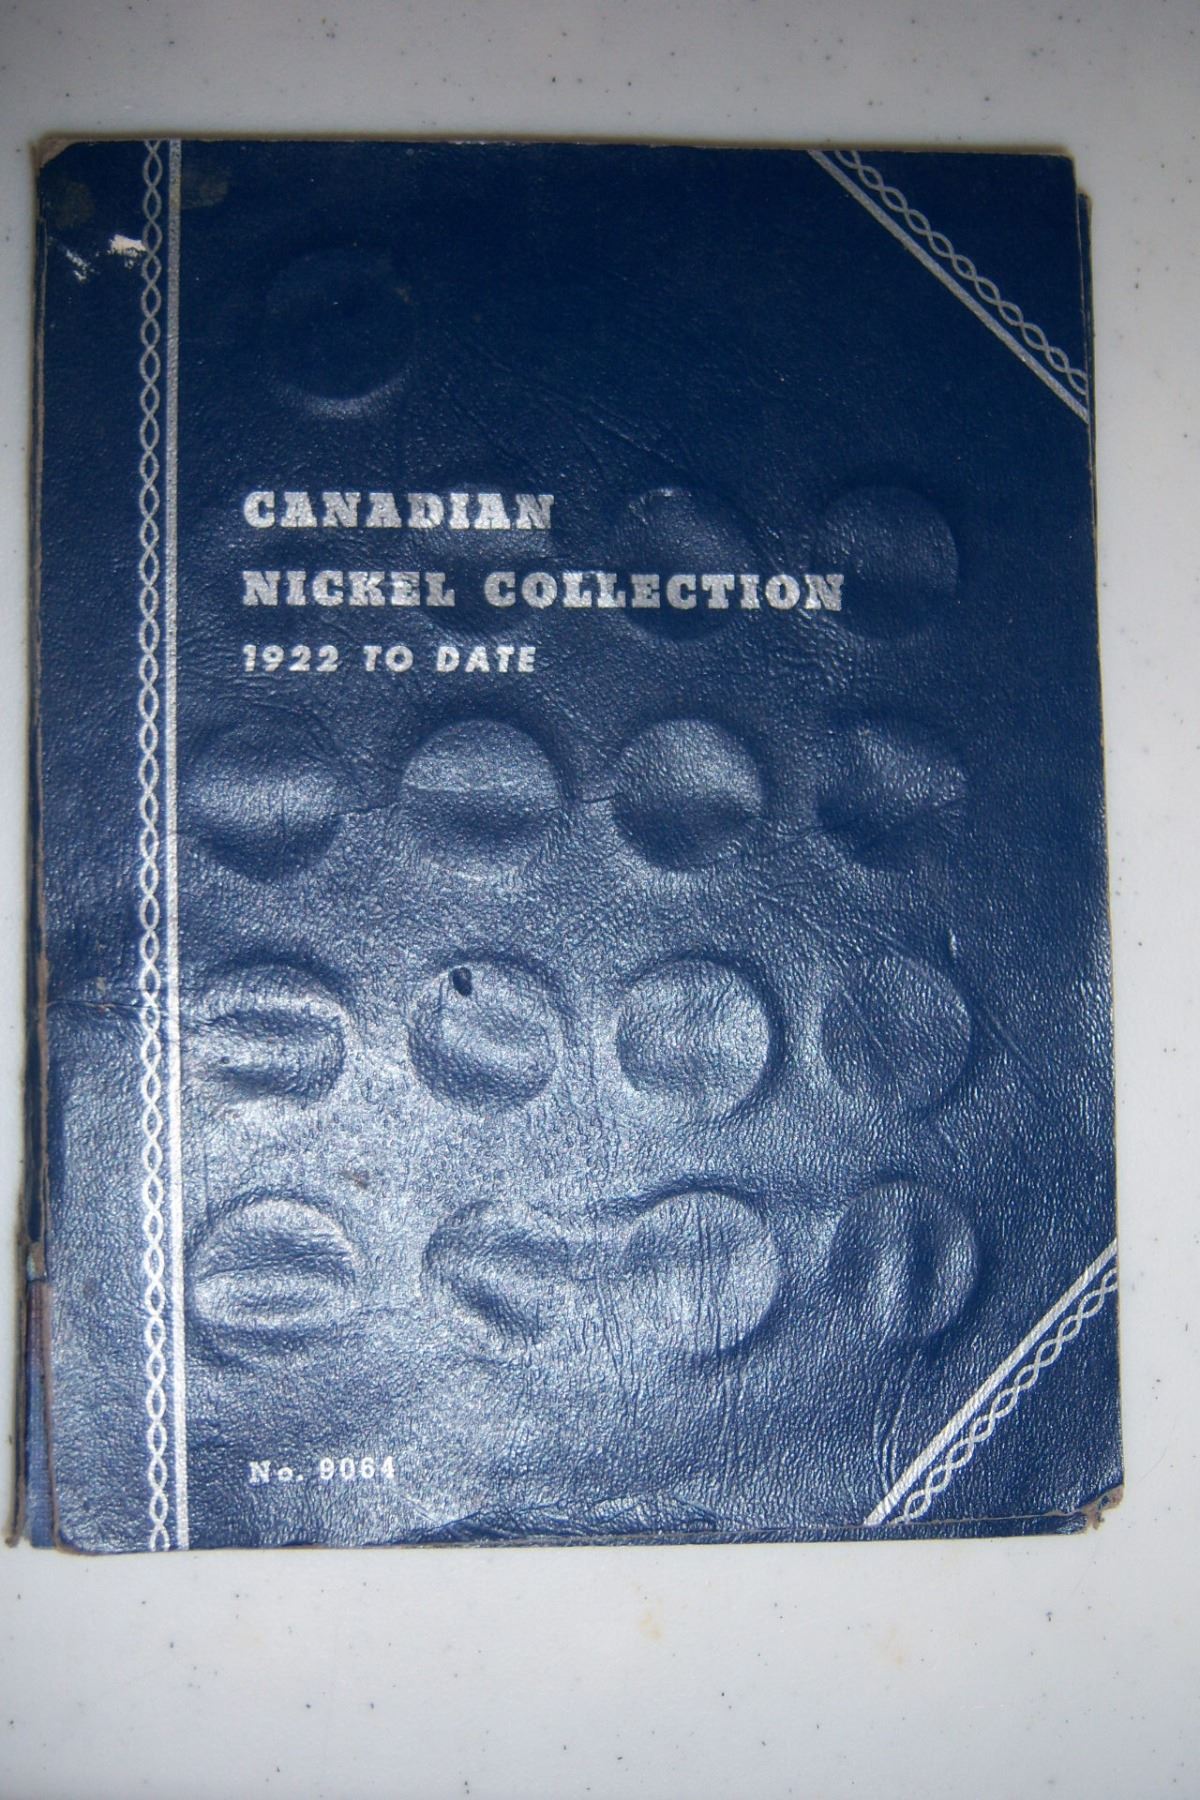 CANADIAN
NICKEL COLLECTION
1922 TO DATE
No. 9064